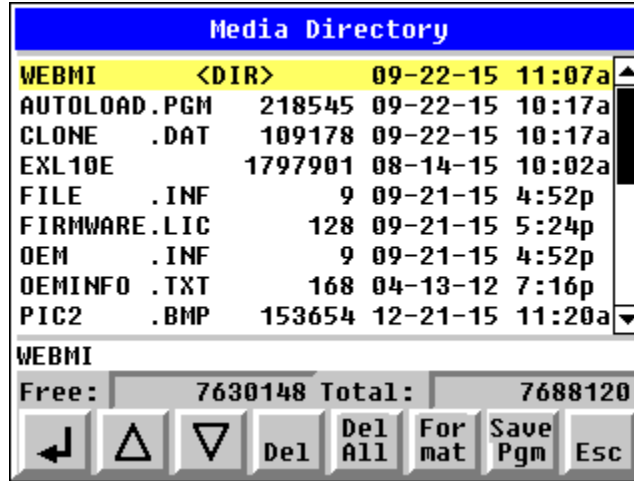 Media Directory
WEBMI <DIR> 09-22-15 11:07a
AUTOLOAD.PGM 218545 09-22-15 10:17a
CLONE .DAT 109178 09-22-15 10:17a
EXL10E 1797901 08-14-15 10:02a
FILE .INF 9 09-21-15 4:52p
FIRMWARE.LIC 128 09-21-15 5:24p
OEM .INF 9 09-21-15 4:52p
OEMINFO .TXT 168 04-13-12 7:16p
PIC2 .BMP 153654 12-21-15 11:20a
WEBMI
Free: 7630148 Total: 7688120
Del Del All For mat Save Pgm Esc